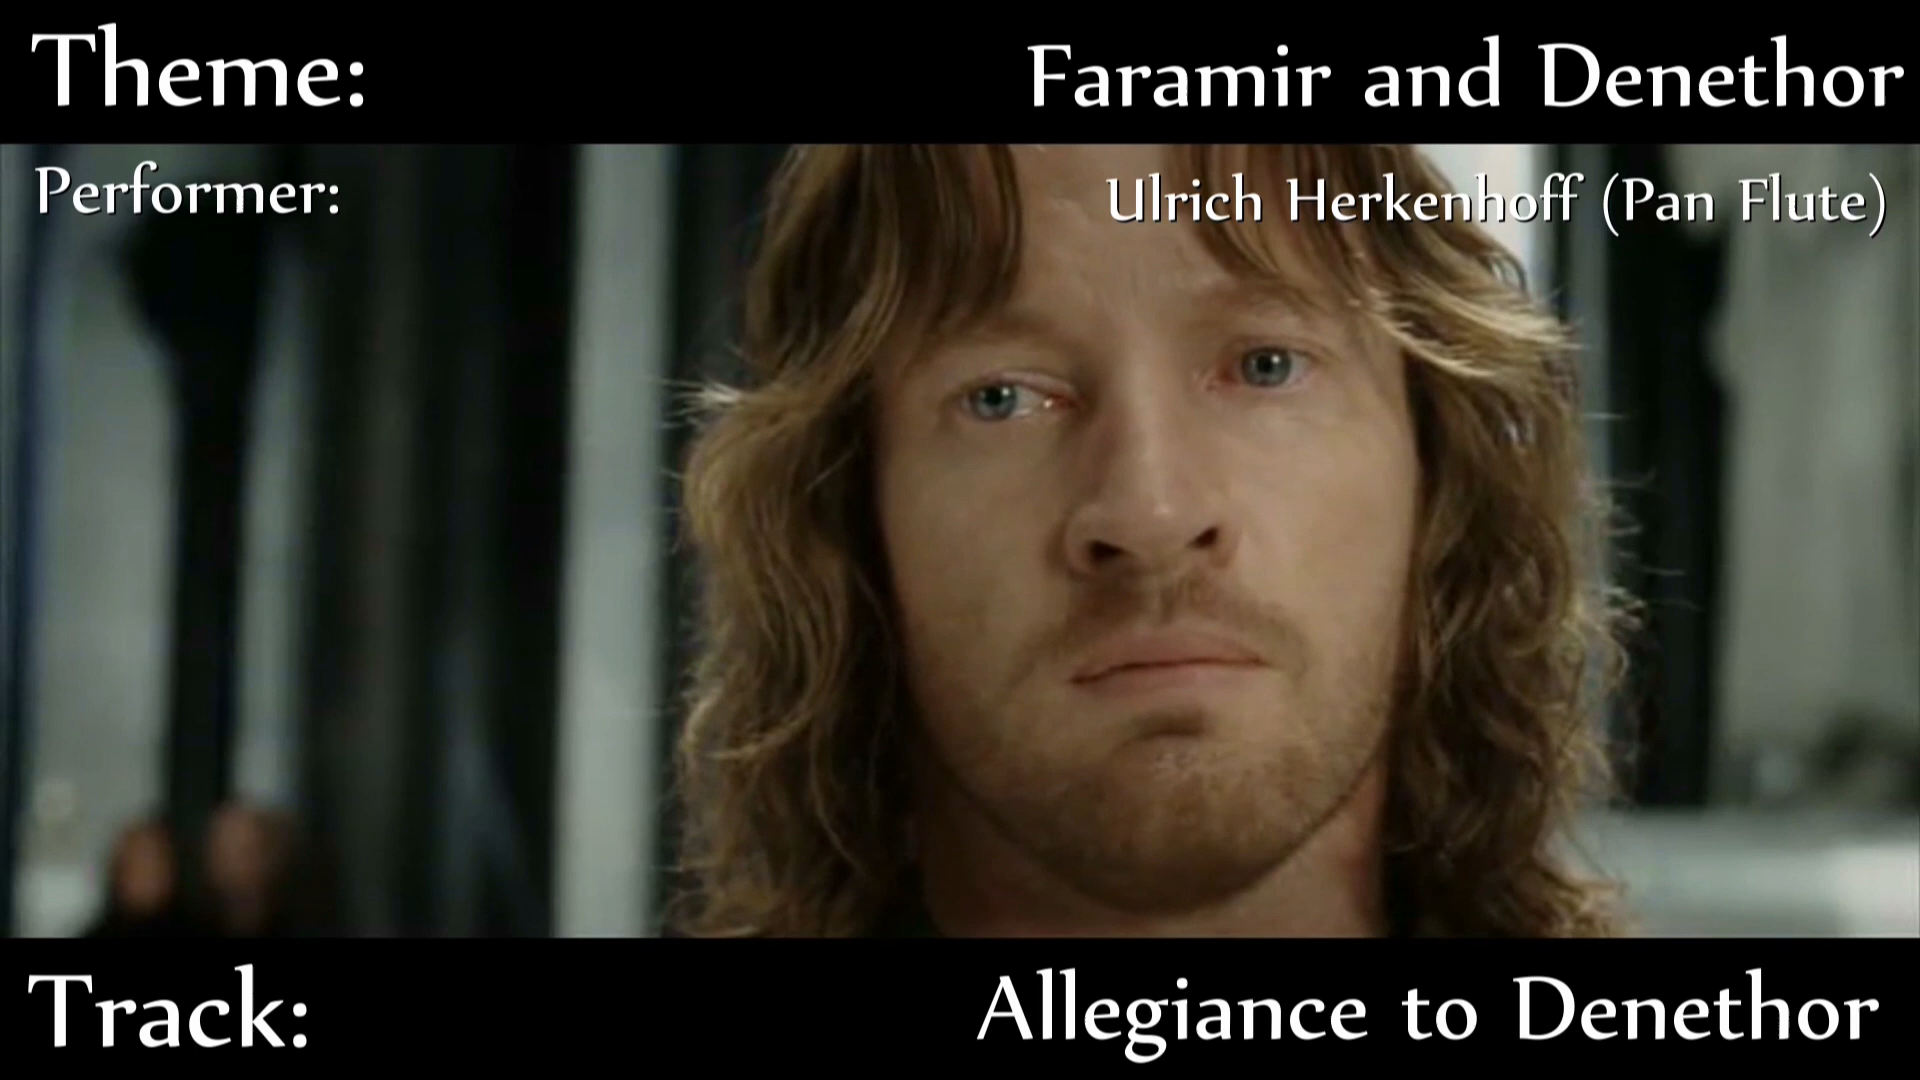 Theme: Faramir and Denethor
Performer: Ulrich Herkenhoff (Pan Flute)
Track: Allegiance to Denethor